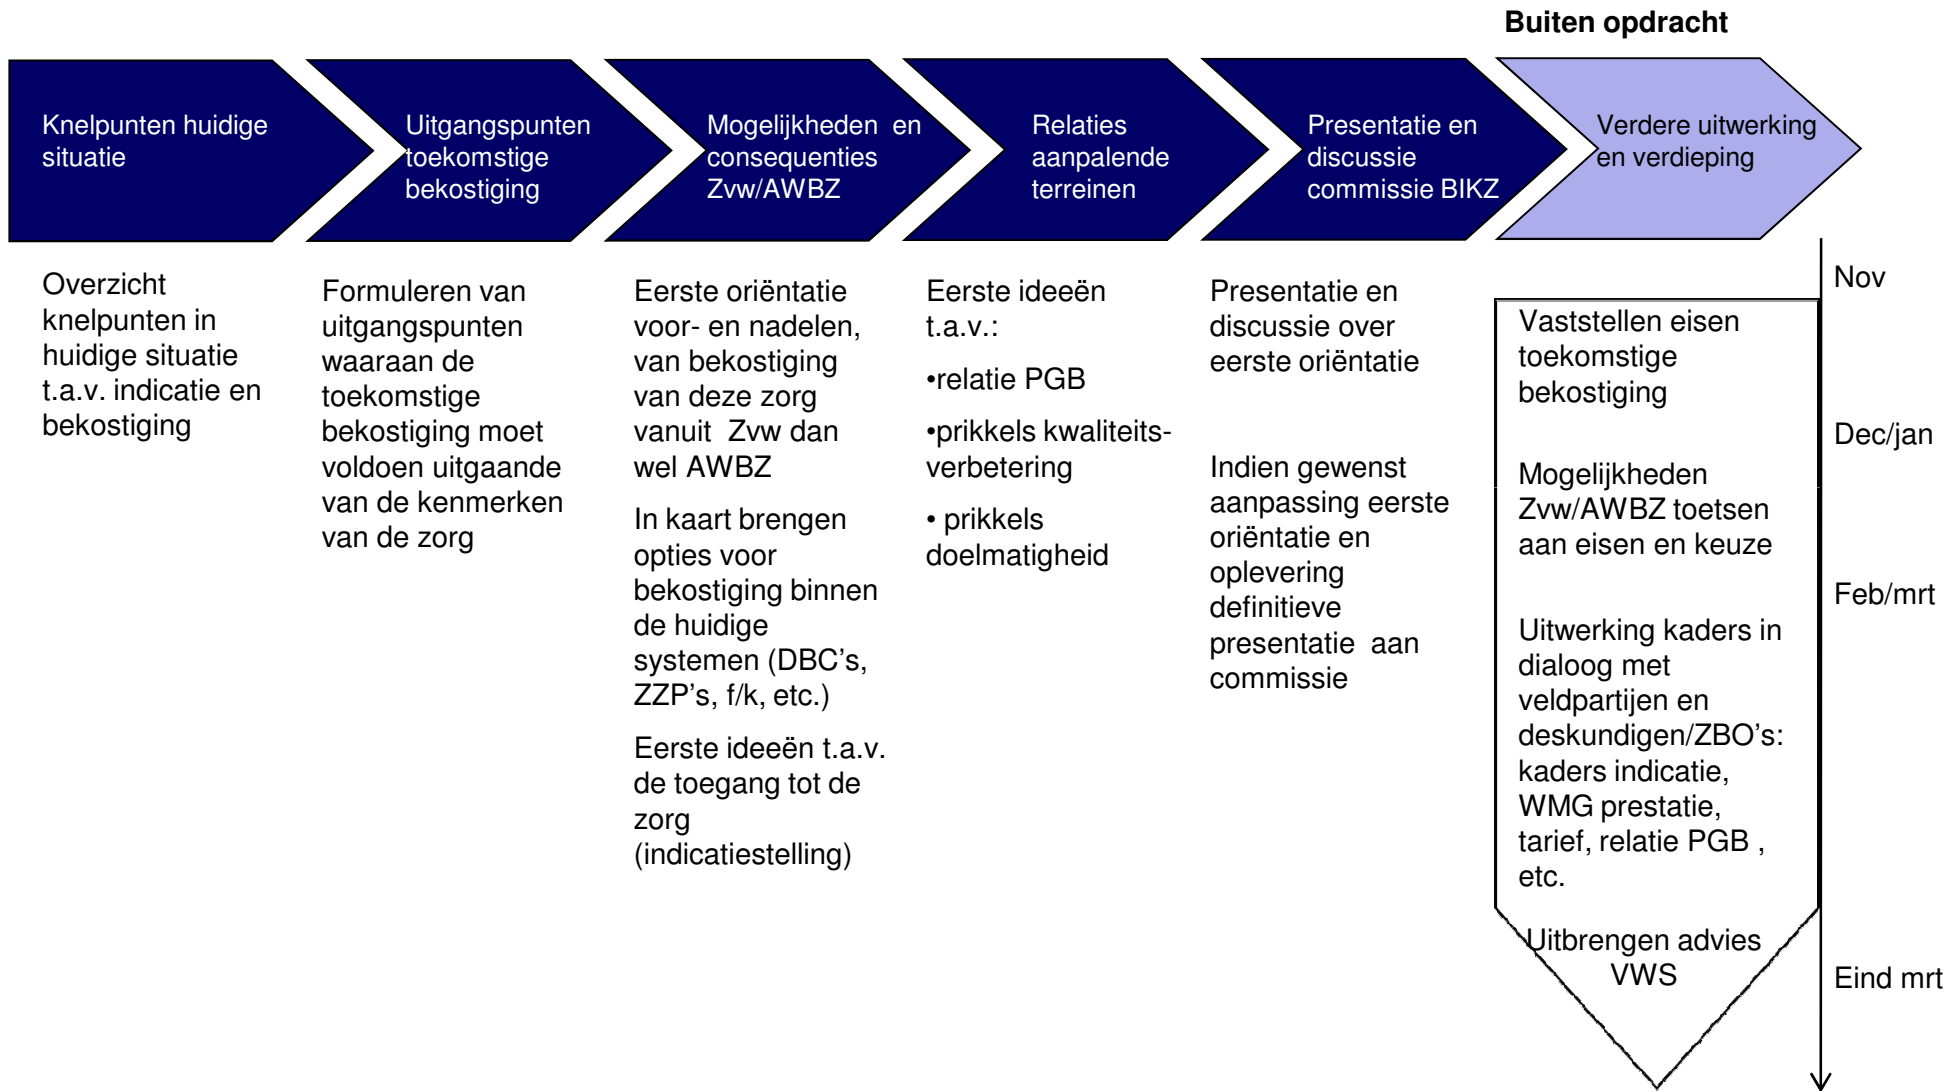 Buiten opdracht
Knelpunten huidige
situatie
Uitgangspunten
toekomstige
bekostiging
Mogelijkheden en
consequenties
Zvw/AWBZ
Relaties
aanpalende
terreinen
Presentatie en
discussie
commissie BIKZ
Verdere uitwerking
en verdieping
Overzicht
knelpunten in
huidige situatie
t.a.v. indicatie en
bekostiging
Formuleren van
uitgangspunten
waaraan de
toekomstige
bekostiging moet
voldoen uitgaande
van de kenmerken
van de zorg
Eerste oriëntatie
voor- en nadelen,
van bekostiging
van deze zorg
vanuit Zvw dan
wel AWBZ
In kaart brengen
opties voor
bekostiging binnen
de huidige
systemen (DBC's,
ZZP's, f/k, etc.)
Eerste ideeën t.a.v.
de toegang tot de
zorg
(indicatiestelling)
Eerste ideeën
t.a.v.:
•relatie PGB
•prikkels kwaliteits-
verbetering
• prikkels
doelmatigheid
Presentatie en
discussie over
eerste oriëntatie
Indien gewenst
aanpassing eerste
oriëntatie en
oplevering
definitieve
presentatie aan
commissie
Vaststellen eisen
toekomstige
bekostiging
Mogelijkheden
Zvw/AWBZ toetsen
aan eisen en keuze
Uitwerking kaders in
dialoog met
veldpartijen en
deskundigen/ZBO's:
kaders indicatie,
WMG prestatie,
tarief, relatie PGB ,
etc.
Uitbrengen advies
VWS
Nov
Dec/jan
Feb/mrt
Eind mrt